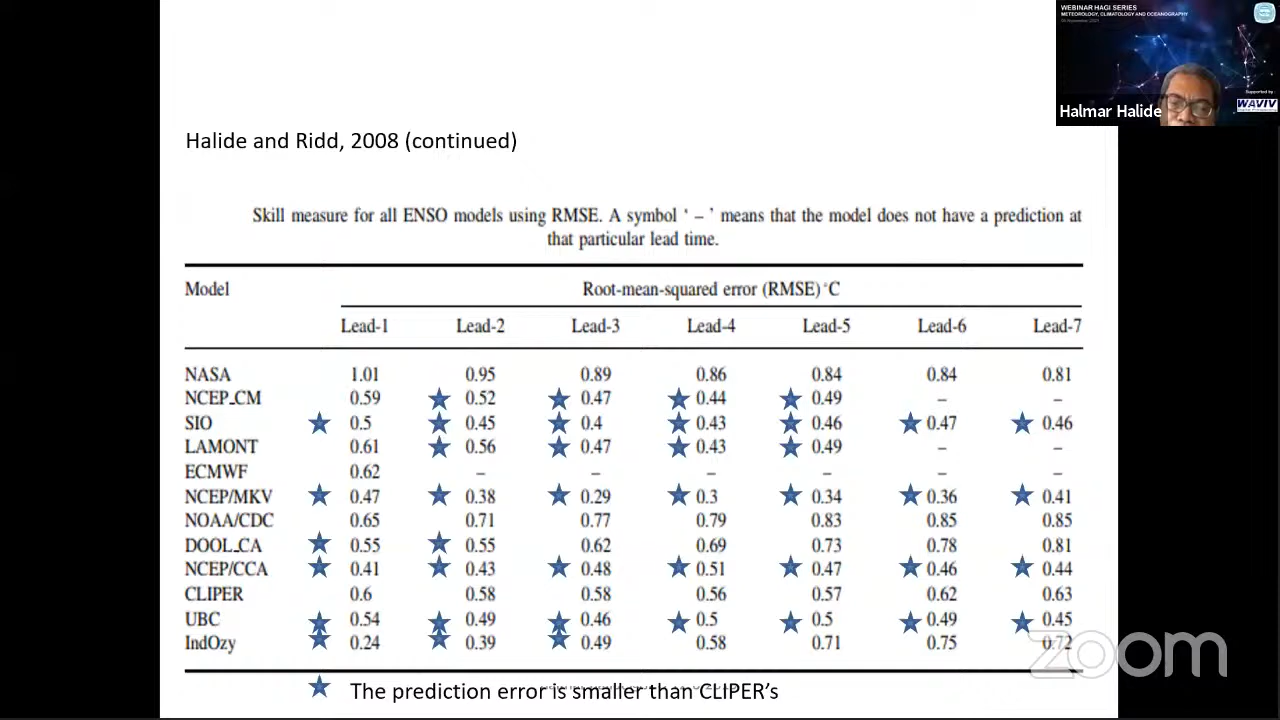 WEBINAR HAGI SERIES
METEOROLOGY, CLIMATOLOGY AND OCEANOGRAPHY
Supported by :
WAVIV
Halmar Halide
Halide and Ridd, 2008 (continued)
Skill measure for all ENSO models using RMSE. A symbol ‘ – ’ means that the model does not have a prediction at
that particular lead time.
Model Root-mean-squared error (RMSE) °C
Lead-1 Lead-2 Lead-3 Lead-4 Lead-5 Lead-6 Lead-7
NASA 1.01 0.95 0.89 0.86 0.84 0.84 0.81
NCEP_CM 0.59 0.52 0.47 0.44 0.49 – –
SIO 0.5 0.45 0.4 0.43 0.46 0.47 0.46
LAMONT 0.61 0.56 0.47 0.43 0.49 – –
ECMWF 0.62 – – – – – –
NCEP/MKV 0.47 0.38 0.29 0.3 0.34 0.36 0.41
NOAA/CDC 0.65 0.71 0.77 0.79 0.83 0.85 0.85
DOOL_CA 0.55 0.55 0.62 0.69 0.73 0.78 0.81
NCEP/CCA 0.41 0.43 0.48 0.51 0.47 0.46 0.44
CLIPER 0.6 0.58 0.58 0.56 0.57 0.62 0.63
UBC 0.54 0.49 0.46 0.5 0.5 0.49 0.45
IndOzy 0.24 0.39 0.49 0.58 0.71 0.75 0.72
zoom
The prediction error is smaller than CLIPER’s